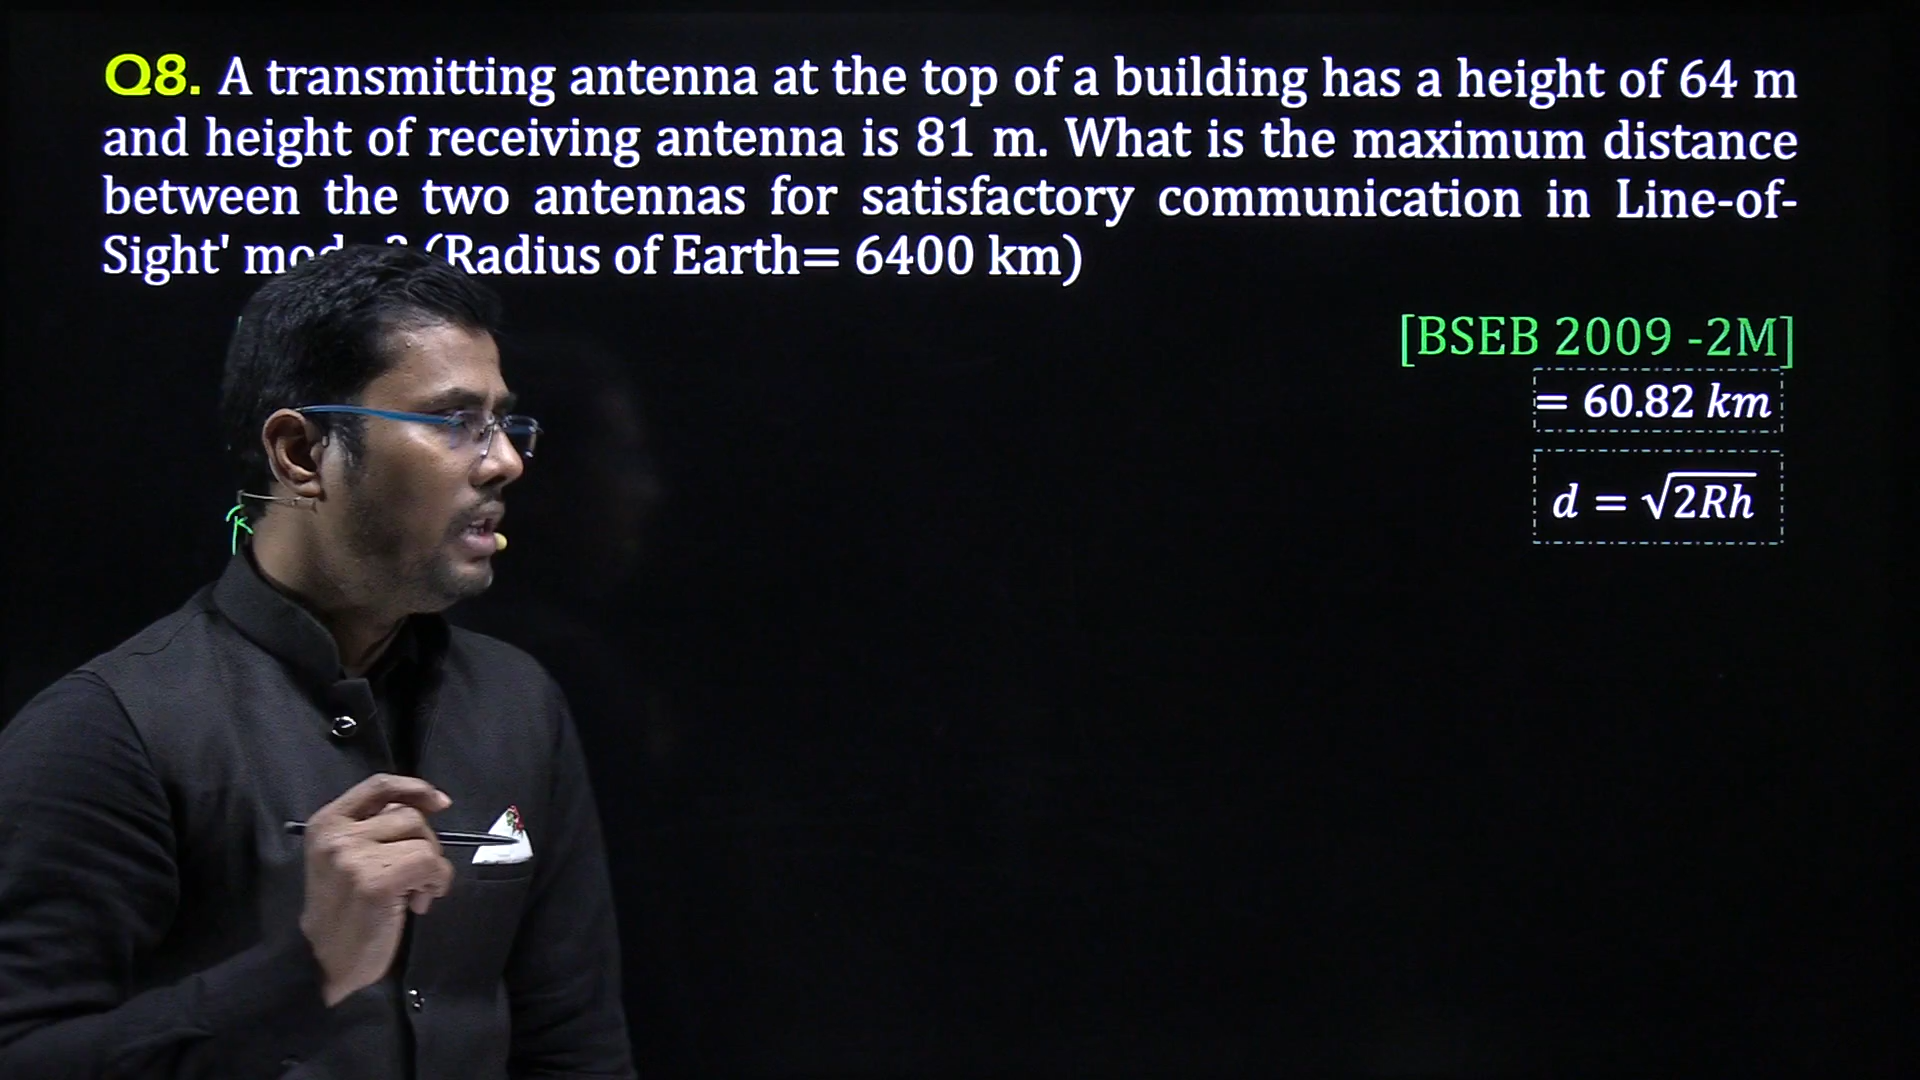 Q8. A transmitting antenna at the top of a building has a height of 64 m
and height of receiving antenna is 81 m. What is the maximum distance
between the two antennas for satisfactory communication in Line-of-
Sight' (Radius of Earth= 6400 km)
[BSEB 2009 -2M]
= 60.82 km
d = √2Rh